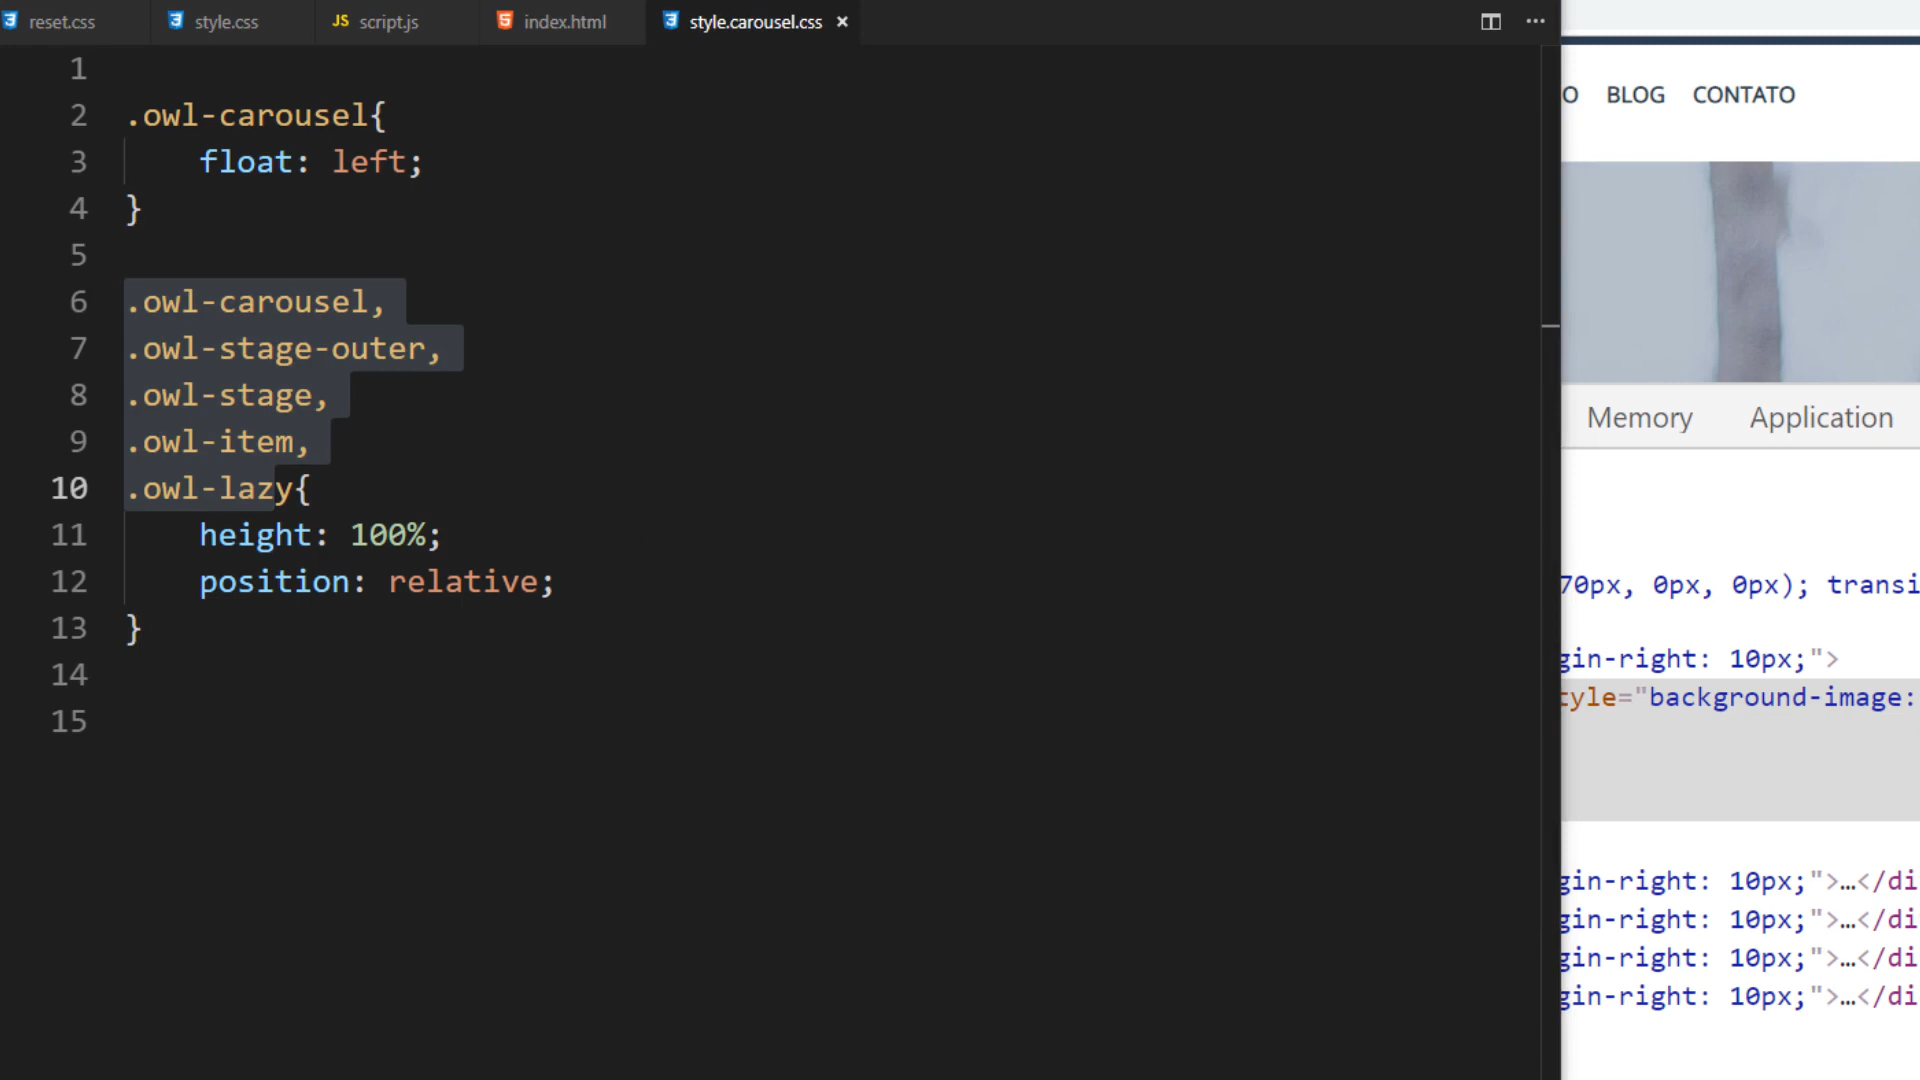 reset.css style.css JS script.js index.html style.carousel.css ×
1
2 .owl-carousel{
3 float: left;
4 }
5
6 .owl-carousel,
7 .owl-stage-outer,
8 .owl-stage,
9 .owl-item,
10 .owl-lazy{
11 height: 100%;
12 position: relative;
13 }
14
15
O BLOG CONTATO
Memory Application
70px, 0px, 0px); transi
gin-right: 10px;">
tyle="background-image:
gin-right: 10px;">…</di
gin-right: 10px;">…</di
gin-right: 10px;">…</di
gin-right: 10px;">…</di